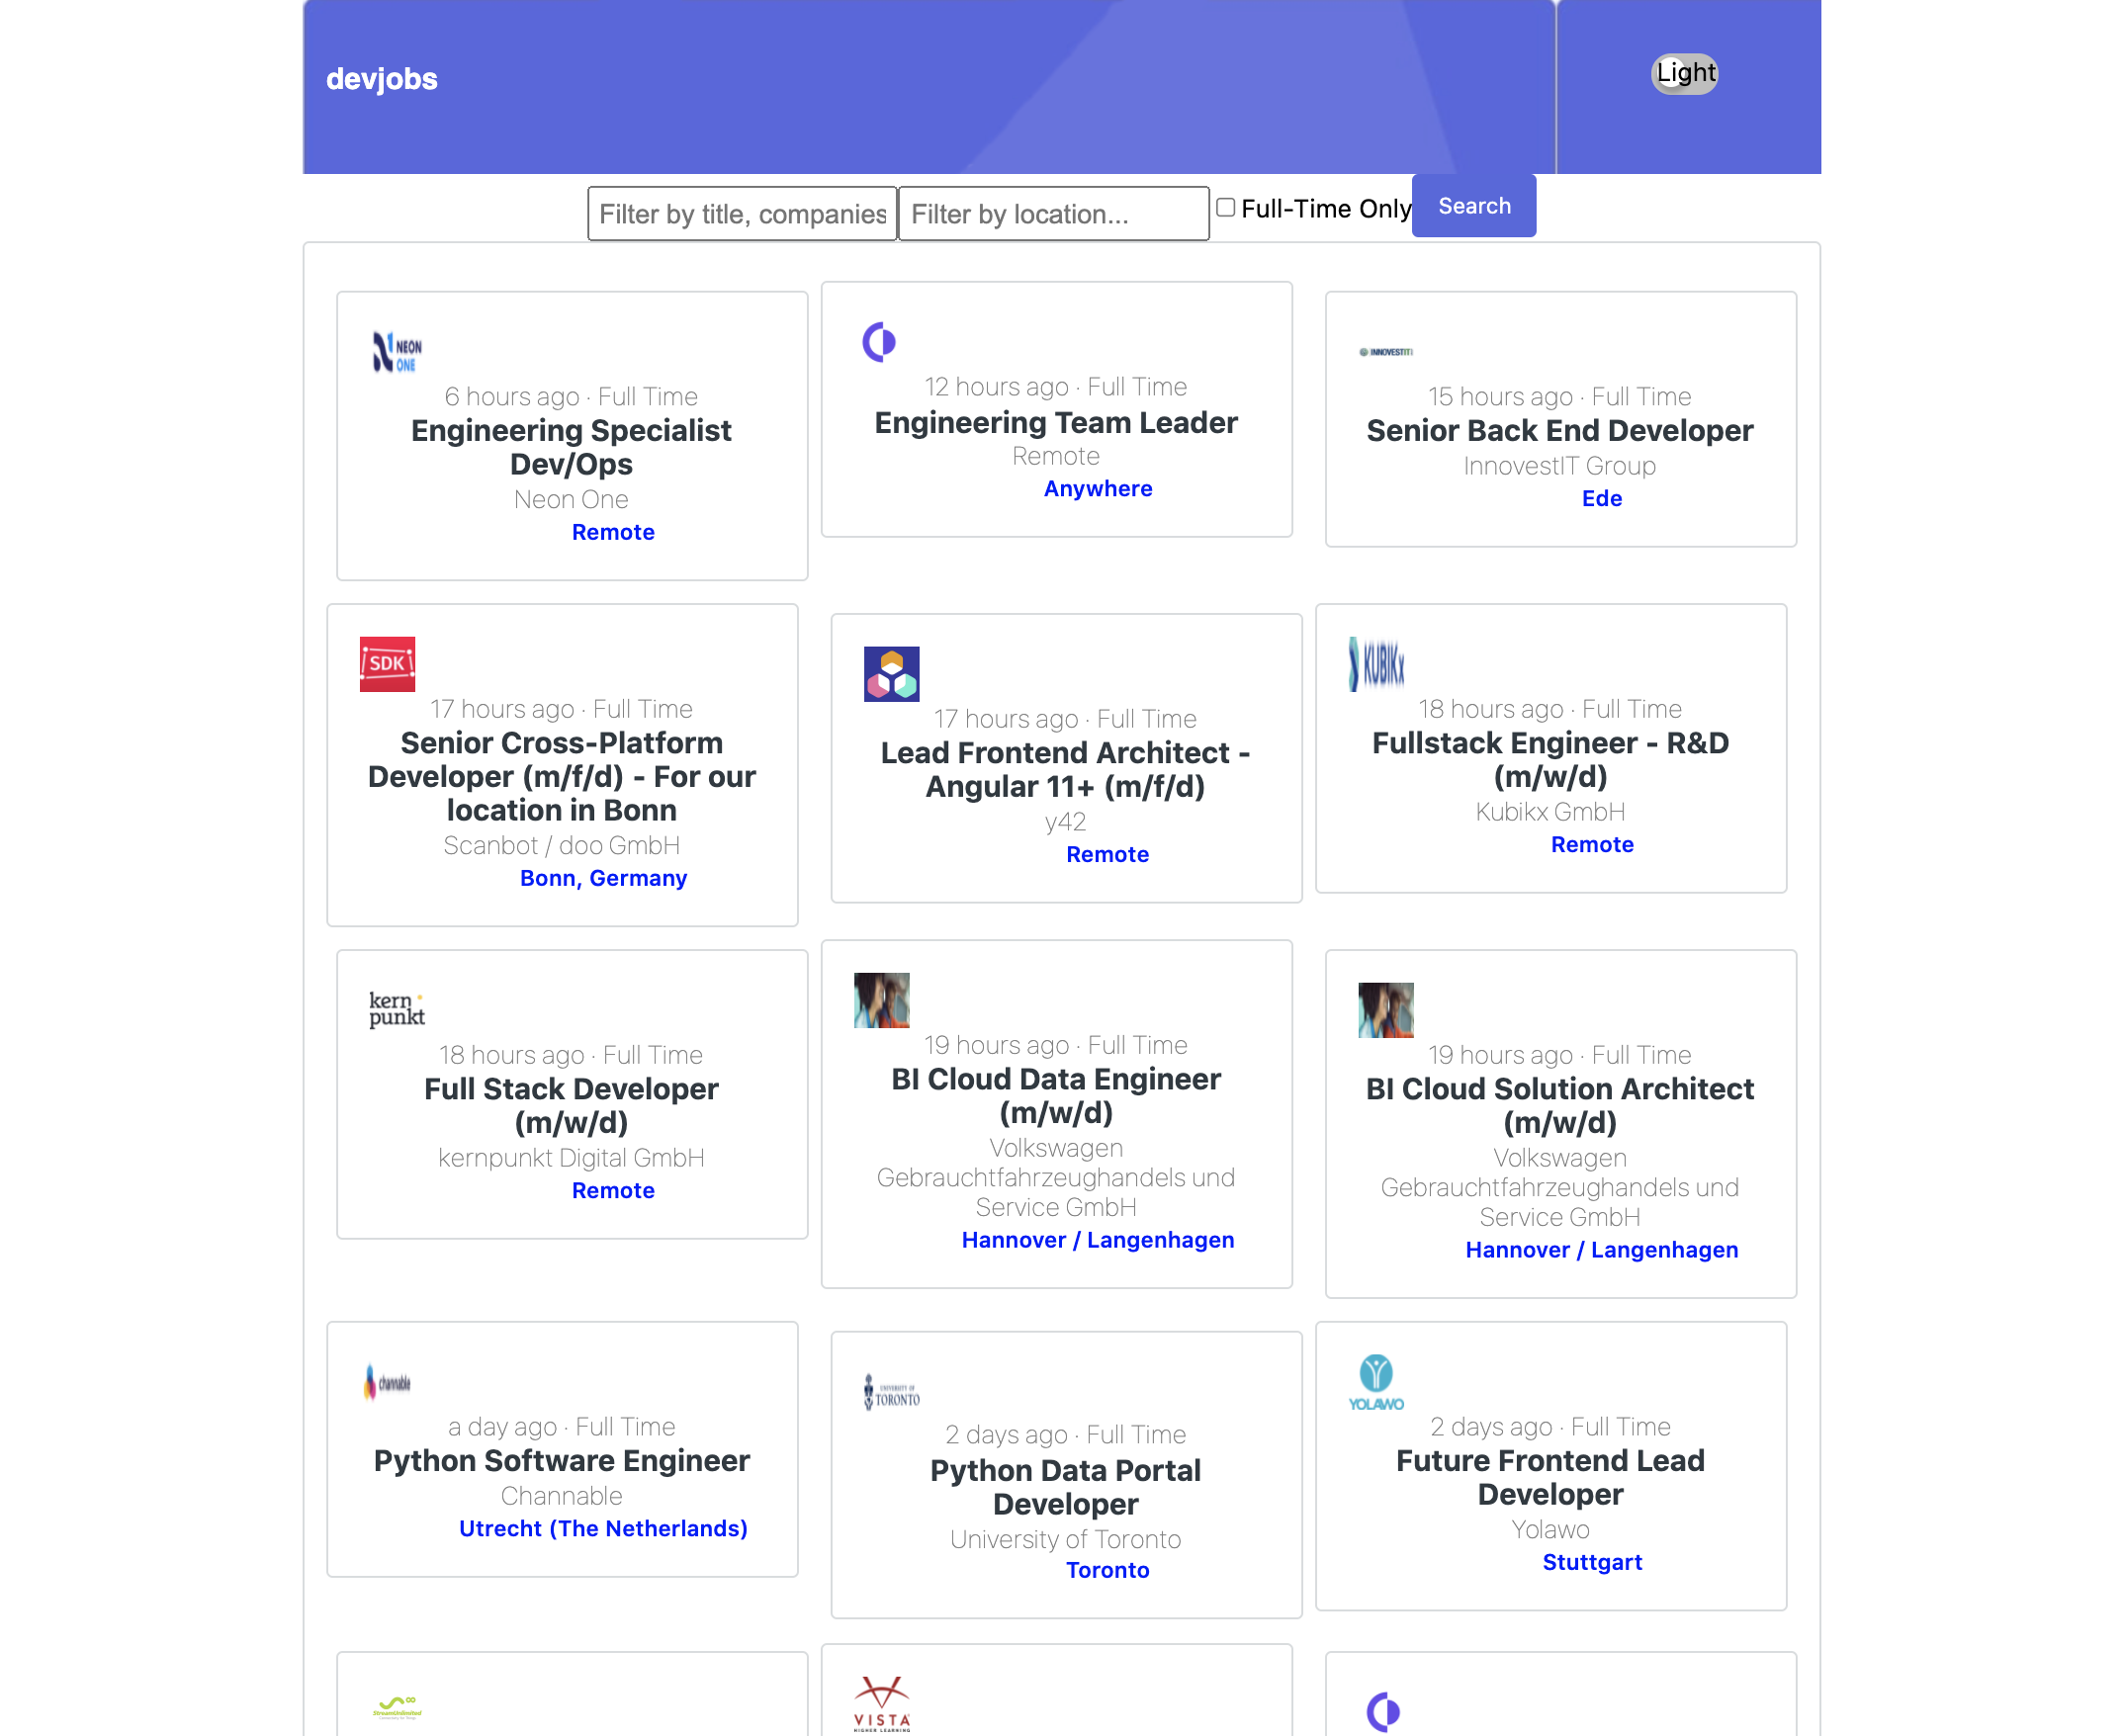 devjobs
Light
Filter by title, companies
Filter by location...
Full-Time Only
Search
NEON
ONE
6 hours ago · Full Time
Engineering Specialist
Dev/Ops
Neon One
Remote
12 hours ago · Full Time
Engineering Team Leader
Remote
Anywhere
INNOVESTIT
15 hours ago · Full Time
Senior Back End Developer
InnovestIT Group
Ede
SDK
17 hours ago · Full Time
Senior Cross-Platform
Developer (m/f/d) - For our
location in Bonn
Scanbot / doo GmbH
Bonn, Germany
17 hours ago · Full Time
Lead Frontend Architect -
Angular 11+ (m/f/d)
y42
Remote
KUBIKx
18 hours ago · Full Time
Fullstack Engineer - R&D
(m/w/d)
Kubikx GmbH
Remote
kern
punkt
18 hours ago · Full Time
Full Stack Developer
(m/w/d)
kernpunkt Digital GmbH
Remote
19 hours ago · Full Time
BI Cloud Data Engineer
(m/w/d)
Volkswagen
Gebrauchtfahrzeughandels und
Service GmbH
Hannover / Langenhagen
19 hours ago · Full Time
BI Cloud Solution Architect
(m/w/d)
Volkswagen
Gebrauchtfahrzeughandels und
Service GmbH
Hannover / Langenhagen
channable
a day ago · Full Time
Python Software Engineer
Channable
Utrecht (The Netherlands)
UNIVERSITY OF
TORONTO
2 days ago · Full Time
Python Data Portal
Developer
University of Toronto
Toronto
YOLAWO
2 days ago · Full Time
Future Frontend Lead
Developer
Yolawo
Stuttgart
StreamUnlimited
VISTA
HIGHER LEARNING